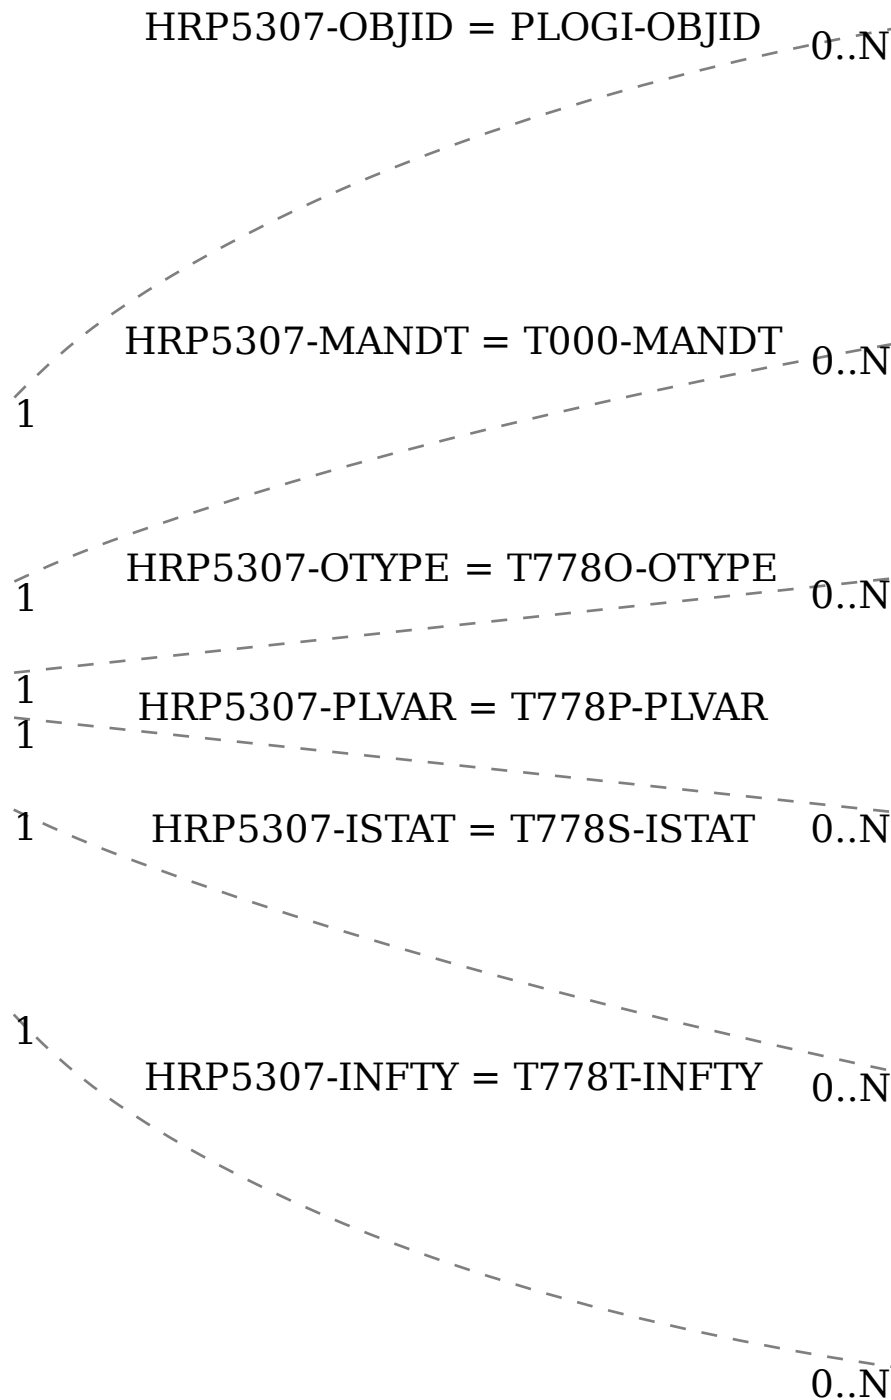 HRP5307-OBJID = PLOGI-OBJID
0..N
HRP5307-MANDT = T000-MANDT
0..N
1
HRP5307-OTYPE = T778O-OTYPE
0..N
1
1
HRP5307-PLVAR = T778P-PLVAR
1
1
HRP5307-ISTAT = T778S-ISTAT
0..N
1
HRP5307-INFTY = T778T-INFTY
0..N
0..N